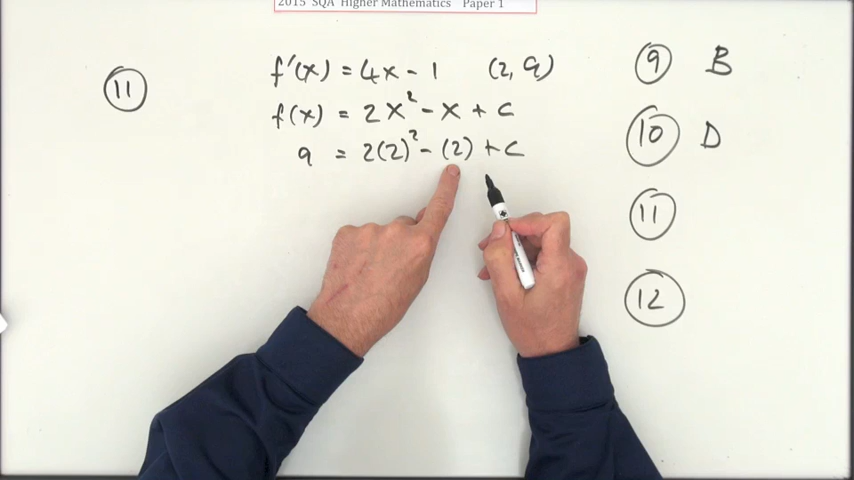 2015 SQA Higher Mathematics Paper 1
11
f'(x) = 4x - 1 (2, 9)
f(x) = 2x² - x + c
9 = 2(2)² - (2) + c
9 B
10 D
11
12